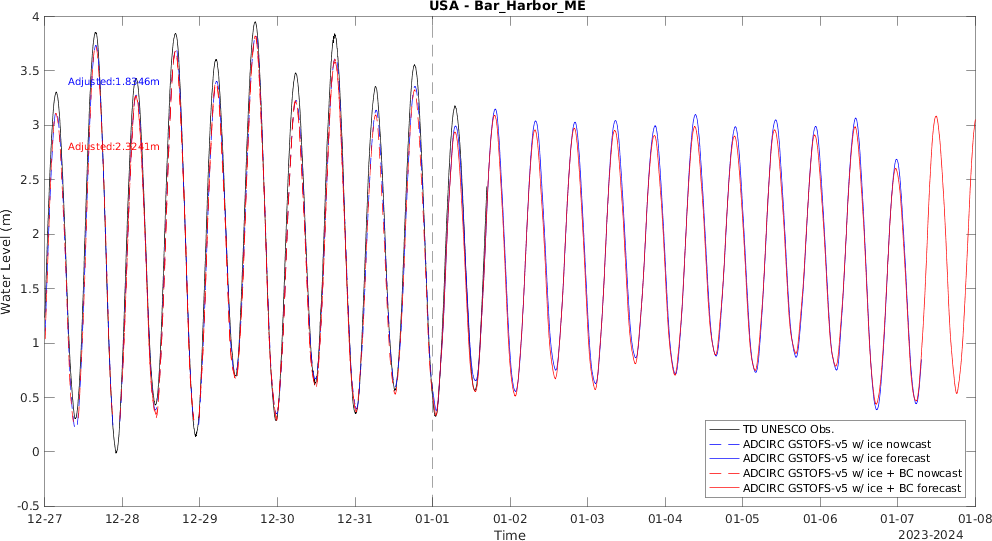 USA - Bar_Harbor_ME
4
3.5
3
2.5
2
1.5
1
0.5
0
-0.5
Water Level (m)
Adjusted:1.8346m
Adjusted:2.3241m
TD UNESCO Obs.
ADCIRC GSTOFS-v5 w/ ice nowcast
ADCIRC GSTOFS-v5 w/ ice forecast
ADCIRC GSTOFS-v5 w/ ice + BC nowcast
ADCIRC GSTOFS-v5 w/ ice + BC forecast
12-27 12-28 12-29 12-30 12-31 01-01 01-02 01-03 01-04 01-05 01-06 01-07 01-08
Time
2023-2024